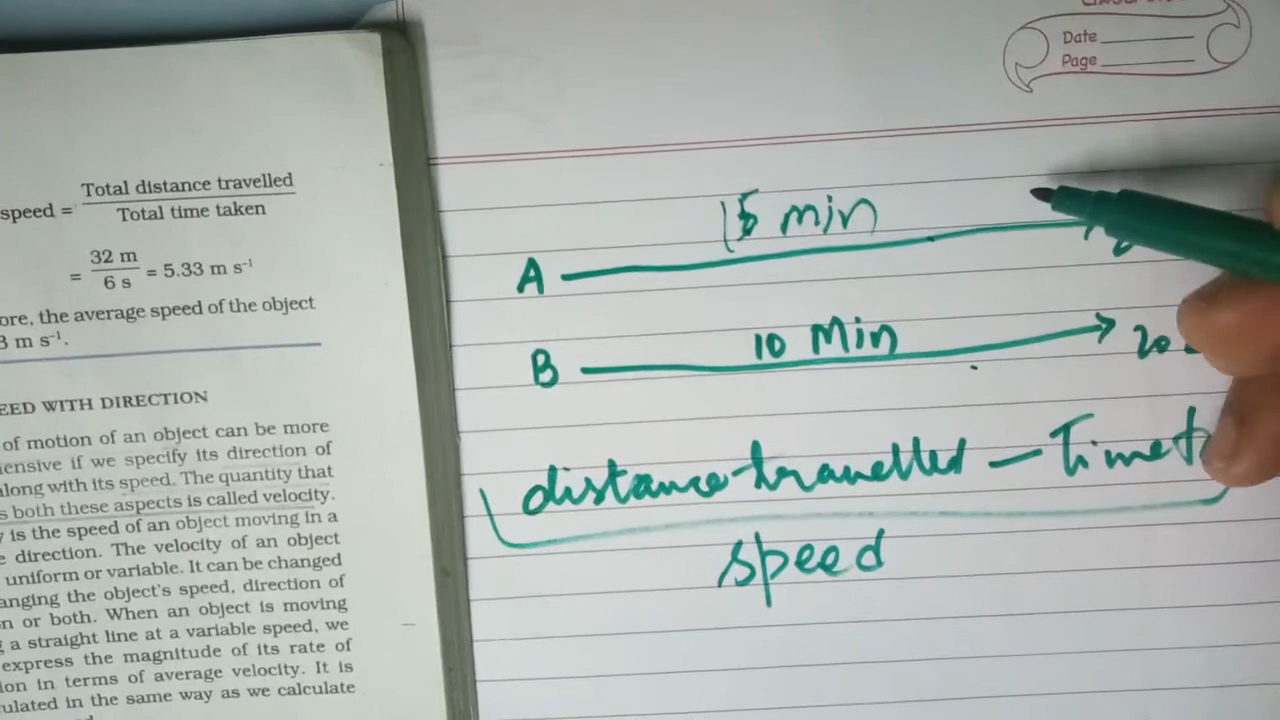 speed = Total distance travelled
Total time taken
= 32 m
6 s = 5.33 m s⁻¹
ore, the average speed of the object
3 m s⁻¹.
EED WITH DIRECTION
of motion of an object can be more
ensive if we specify its direction of
along with its speed. The quantity that
s both these aspects is called velocity.
y is the speed of an object moving in a
e direction. The velocity of an object
uniform or variable. It can be changed
anging the object's speed, direction of
n or both. When an object is moving
g a straight line at a variable speed, we
express the magnitude of its rate of
ion in terms of average velocity. It is
ulated in the same way as we calculate
Date
Page
15 min
A
10 Min
B 20
distance travelled — Time t
speed